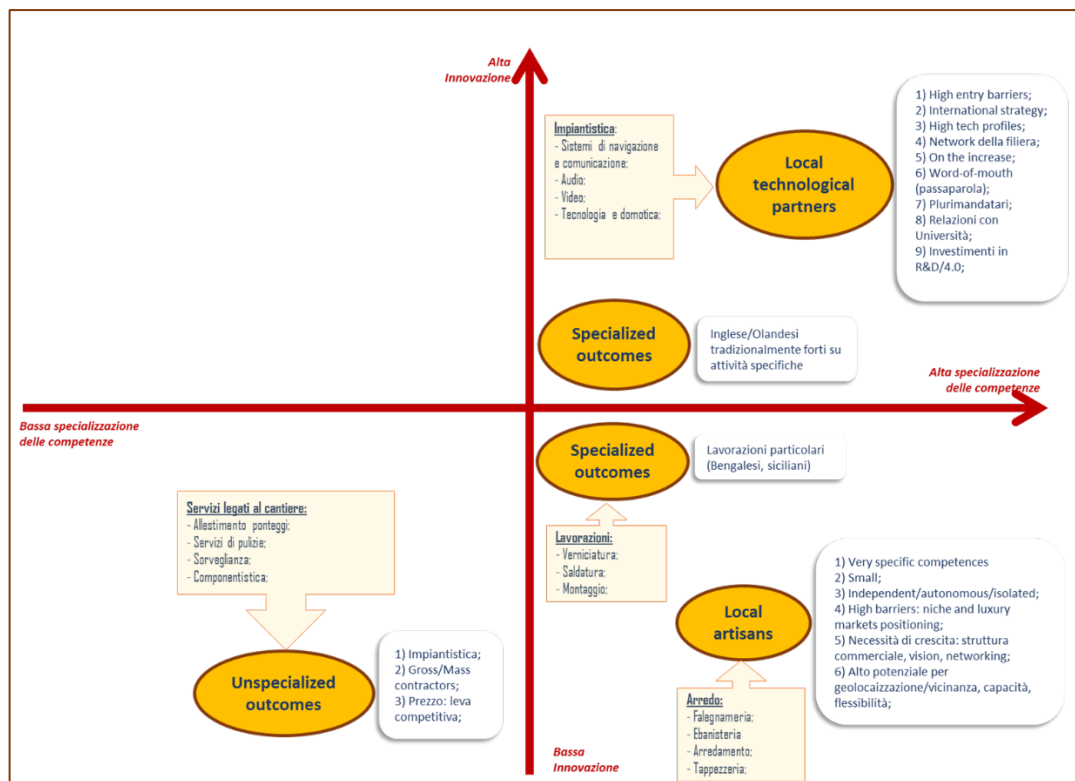 Alta
Innovazione
Impiantistica:
- Sistemi di navigazione
e comunicazione;
- Audio;
- Video;
- Tecnologia e domotica;
Local
technological
partners
1) High entry barriers;
2) International strategy;
3) High tech profiles;
4) Network della filiera;
5) On the increase;
6) Word-of-mouth
(passaparola);
7) Plurimandatari;
8) Relazioni con
Università;
9) Investimenti in
R&D/4.0;
Specialized
outcomes
Inglese/Olandesi
tradizionalmente forti su
attività specifiche
Alta specializzazione
delle competenze
Bassa specializzazione
delle competenze
Specialized
outcomes
Lavorazioni particolari
(Bengalesi, siciliani)
Servizi legati al cantiere:
- Allestimento ponteggi;
- Servizi di pulizie;
- Sorveglianza;
- Componentistica;
Lavorazioni:
- Verniciatura;
- Saldatura;
- Montaggio;
Local
artisans
1) Very specific competences
2) Small;
3) Independent/autonomous/isolated;
4) High barriers: niche and luxury
markets positioning;
5) Necessità di crescita: struttura
commerciale, vision, networking;
6) Alto potenziale per
geolocaizzazione/vicinanza, capacità,
flessibilità;
Unspecialized
outcomes
1) Impiantistica;
2) Gross/Mass
contractors;
3) Prezzo: leva
competitiva;
Arredo:
- Falegnameria;
- Ebanisteria
- Arredamento;
- Tappezzeria;
Bassa
Innovazione